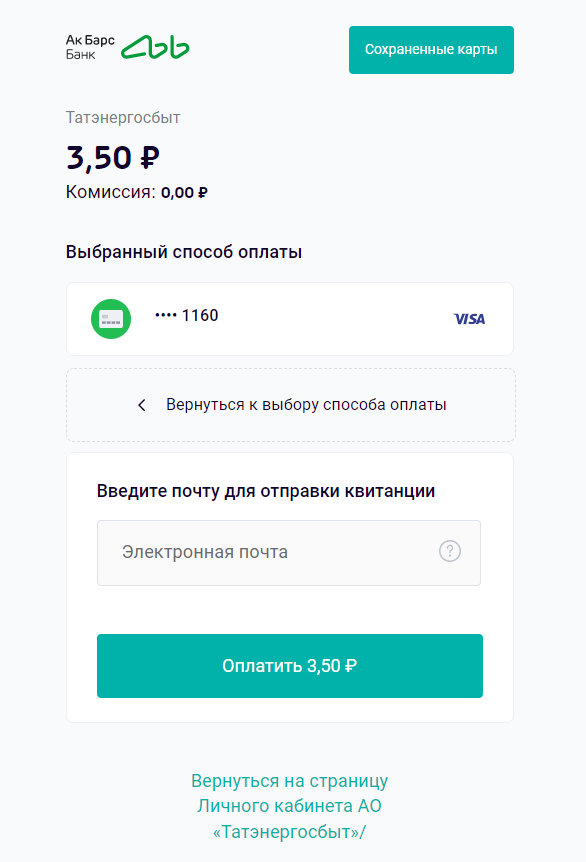 Ак Барс
Банк
Сохраненные карты
Татэнергосбыт
3,50 ₽
Комиссия: 0,00 ₽
Выбранный способ оплаты
•••• 1160
VISA
Вернуться к выбору способа оплаты
Введите почту для отправки квитанции
Электронная почта
?
Оплатить 3,50 ₽
Вернуться на страницу
Личного кабинета АО
«Татэнергосбыт»/